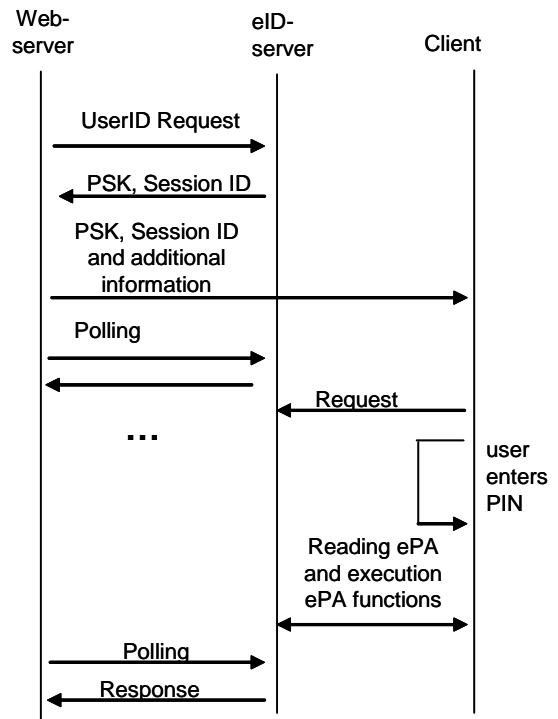 Web-
server
eID-
server
Client
UserID Request
PSK, Session ID
PSK, Session ID
and additional
information
Polling
Request
...
user
enters
PIN
Reading ePA
and execution
ePA functions
Polling
Response